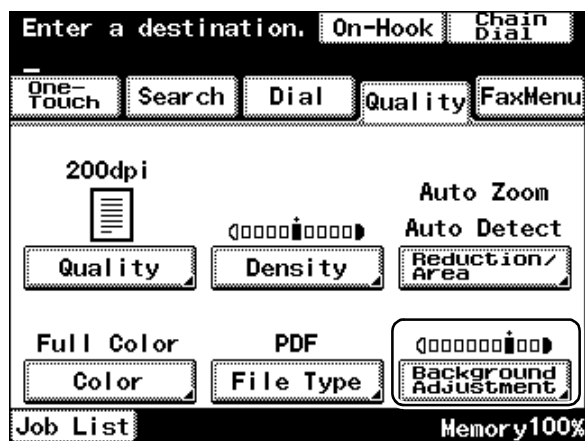 Enter a destination. On-Hook Chain Dial
One-Touch Search Dial Quality FaxMenu
200dpi
Auto Zoom
Auto Detect
Quality Density Reduction/Area
Full Color PDF
Color File Type Background Adjustment
Job List Memory100%